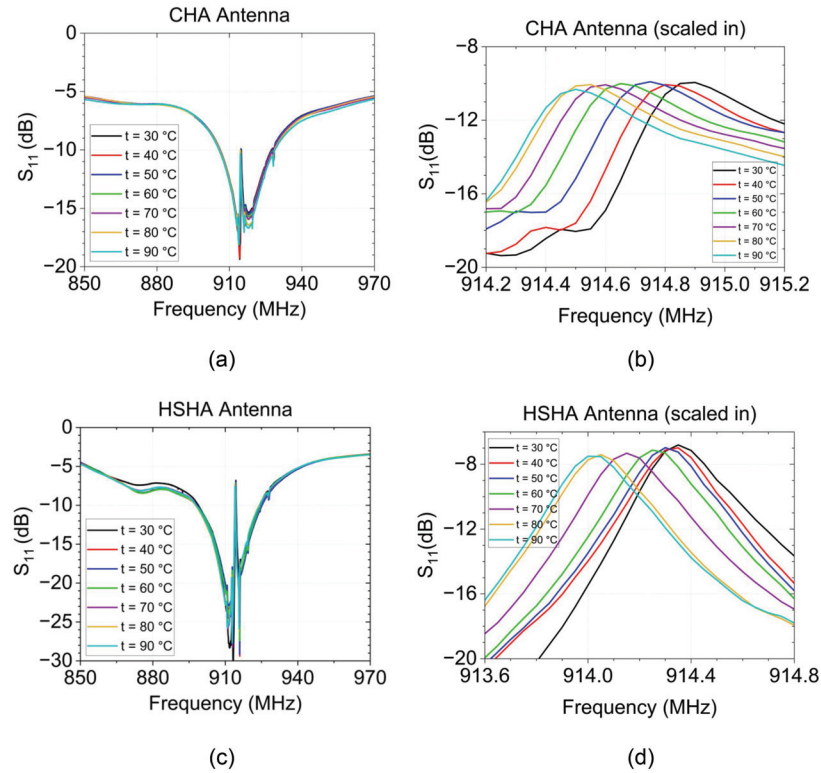 CHA Antenna
0
−5
−10
−15
−20
S11 (dB)
t = 30 °C
t = 40 °C
t = 50 °C
t = 60 °C
t = 70 °C
t = 80 °C
t = 90 °C
850 880 910 940 970
Frequency (MHz)
(a)
CHA Antenna (scaled in)
−8
−12
−16
−20
S11(dB)
t = 30 °C
t = 40 °C
t = 50 °C
t = 60 °C
t = 70 °C
t = 80 °C
t = 90 °C
914.2 914.4 914.6 914.8 915.0 915.2
Frequency (MHz)
(b)
HSHA Antenna
0
−5
−10
−15
−20
−25
−30
S11 (dB)
t = 30 °C
t = 40 °C
t = 50 °C
t = 60 °C
t = 70 °C
t = 80 °C
t = 90 °C
850 880 910 940 970
Frequency (MHz)
(c)
HSHA Antenna (scaled in)
−8
−12
−16
−20
S11(dB)
t = 30 °C
t = 40 °C
t = 50 °C
t = 60 °C
t = 70 °C
t = 80 °C
t = 90 °C
913.6 914.0 914.4 914.8
Frequency (MHz)
(d)